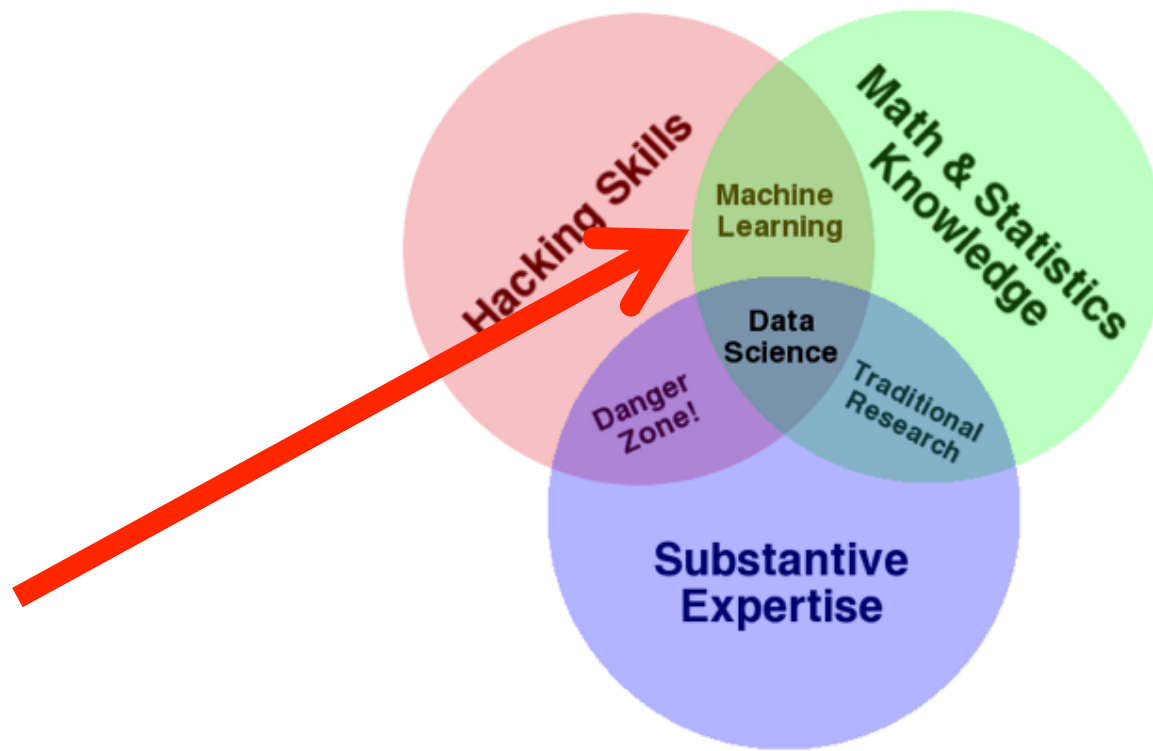 Hacking Skills
Math & Statistics
Knowledge
Machine
Learning
Data
Science
Danger
Zone!
Traditional
Research
Substantive
Expertise